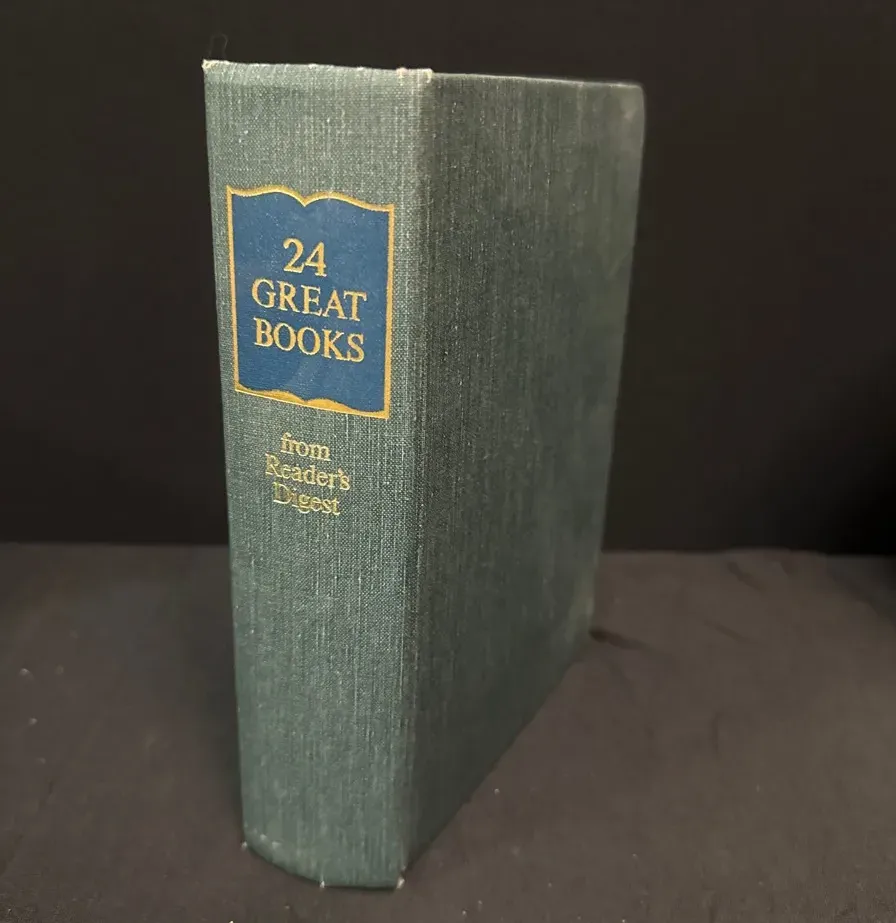 24
GREAT
BOOKS
from
Reader's
Digest